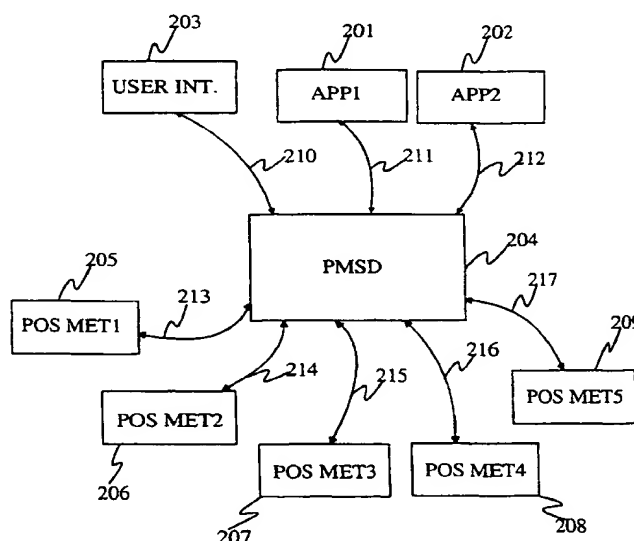 203
201
202
USER INT.
APP1
APP2
210
211
212
204
PMSD
205
213
217
209
POS MET1
214
215
216
POS MET5
POS MET2
206
POS MET3
POS MET4
207
208